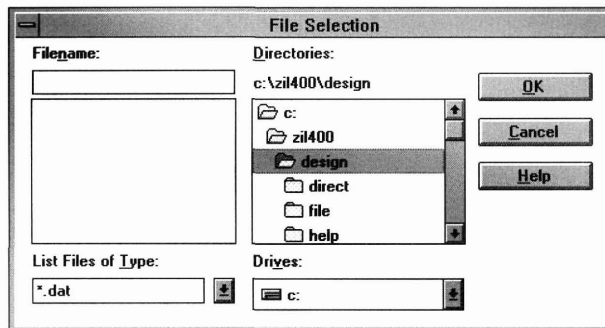 File Selection
Filename:
Directories:
c:\zil400\design
OK
c:
zil400
Cancel
design
direct
Help
file
help
List Files of Type:
Drives:
*.dat
c: